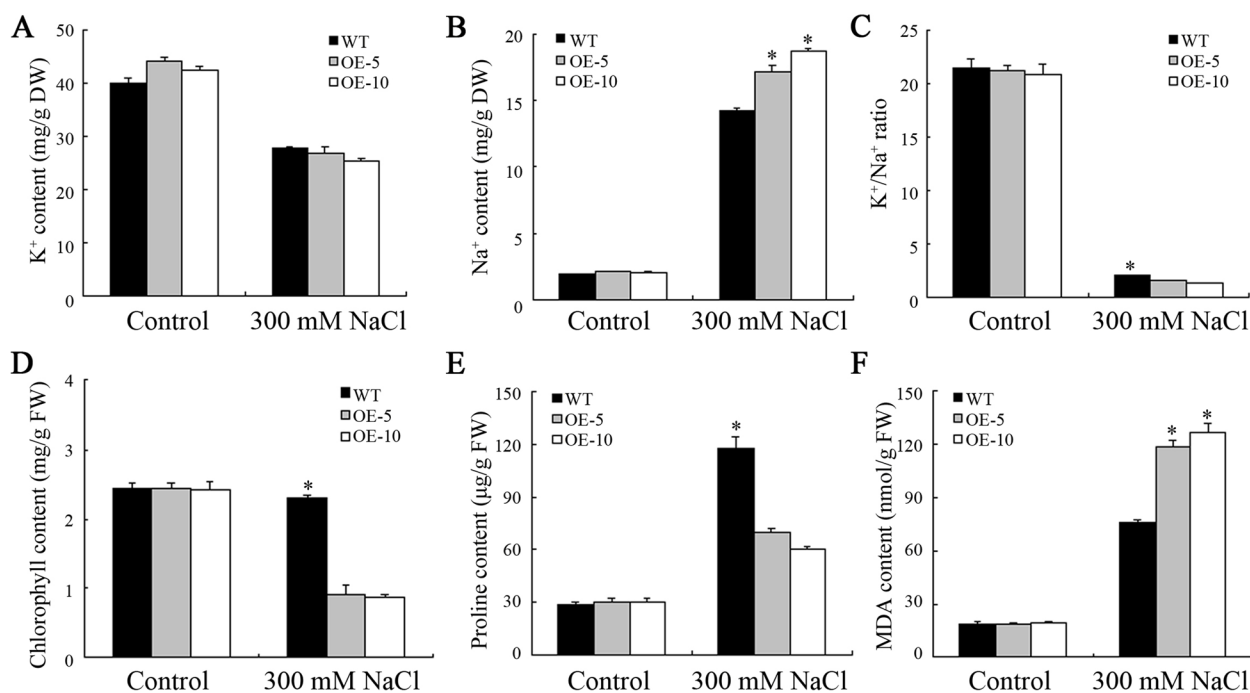 A
K⁺ content (mg/g DW)
50
40
30
20
10
0
WT
OE-5
OE-10
Control
300 mM NaCl
B
Na⁺ content (mg/g DW)
20
15
10
5
0
WT
OE-5
OE-10
*
*
Control
300 mM NaCl
C
K⁺/Na⁺ ratio
25
20
15
10
5
0
WT
OE-5
OE-10
*
Control
300 mM NaCl
D
Chlorophyll content (mg/g FW)
4
3
2
1
0
WT
OE-5
OE-10
*
Control
300 mM NaCl
E
Proline content (μg/g FW)
150
120
90
60
30
0
WT
OE-5
OE-10
*
Control
300 mM NaCl
F
MDA content (nmol/g FW)
150
120
90
60
30
0
WT
OE-5
OE-10
*
*
Control
300 mM NaCl